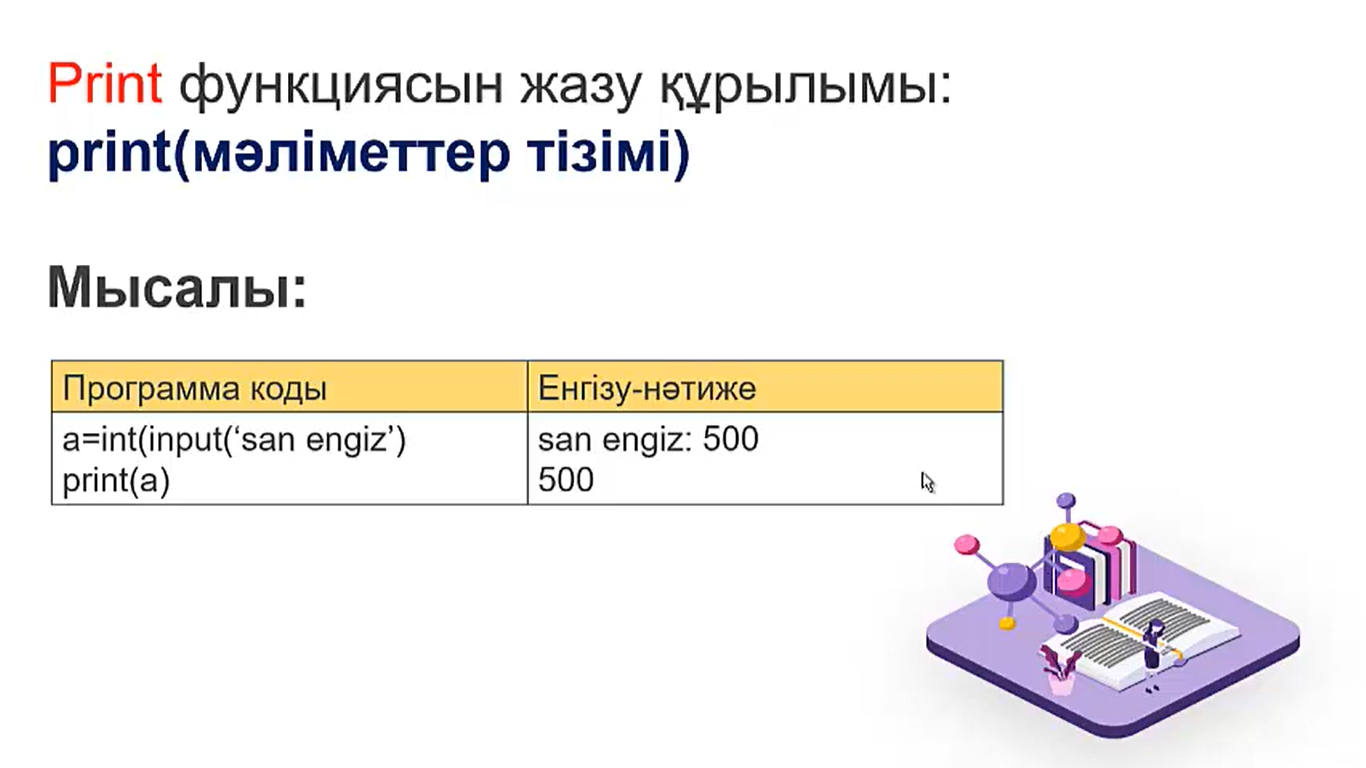 Print функциясын жазу құрылымы:
print(мәліметтер тізімі)
Мысалы:
Программа коды
Енгізу-нәтиже
a=int(input(‘san engiz’)
print(a)
san engiz: 500
500